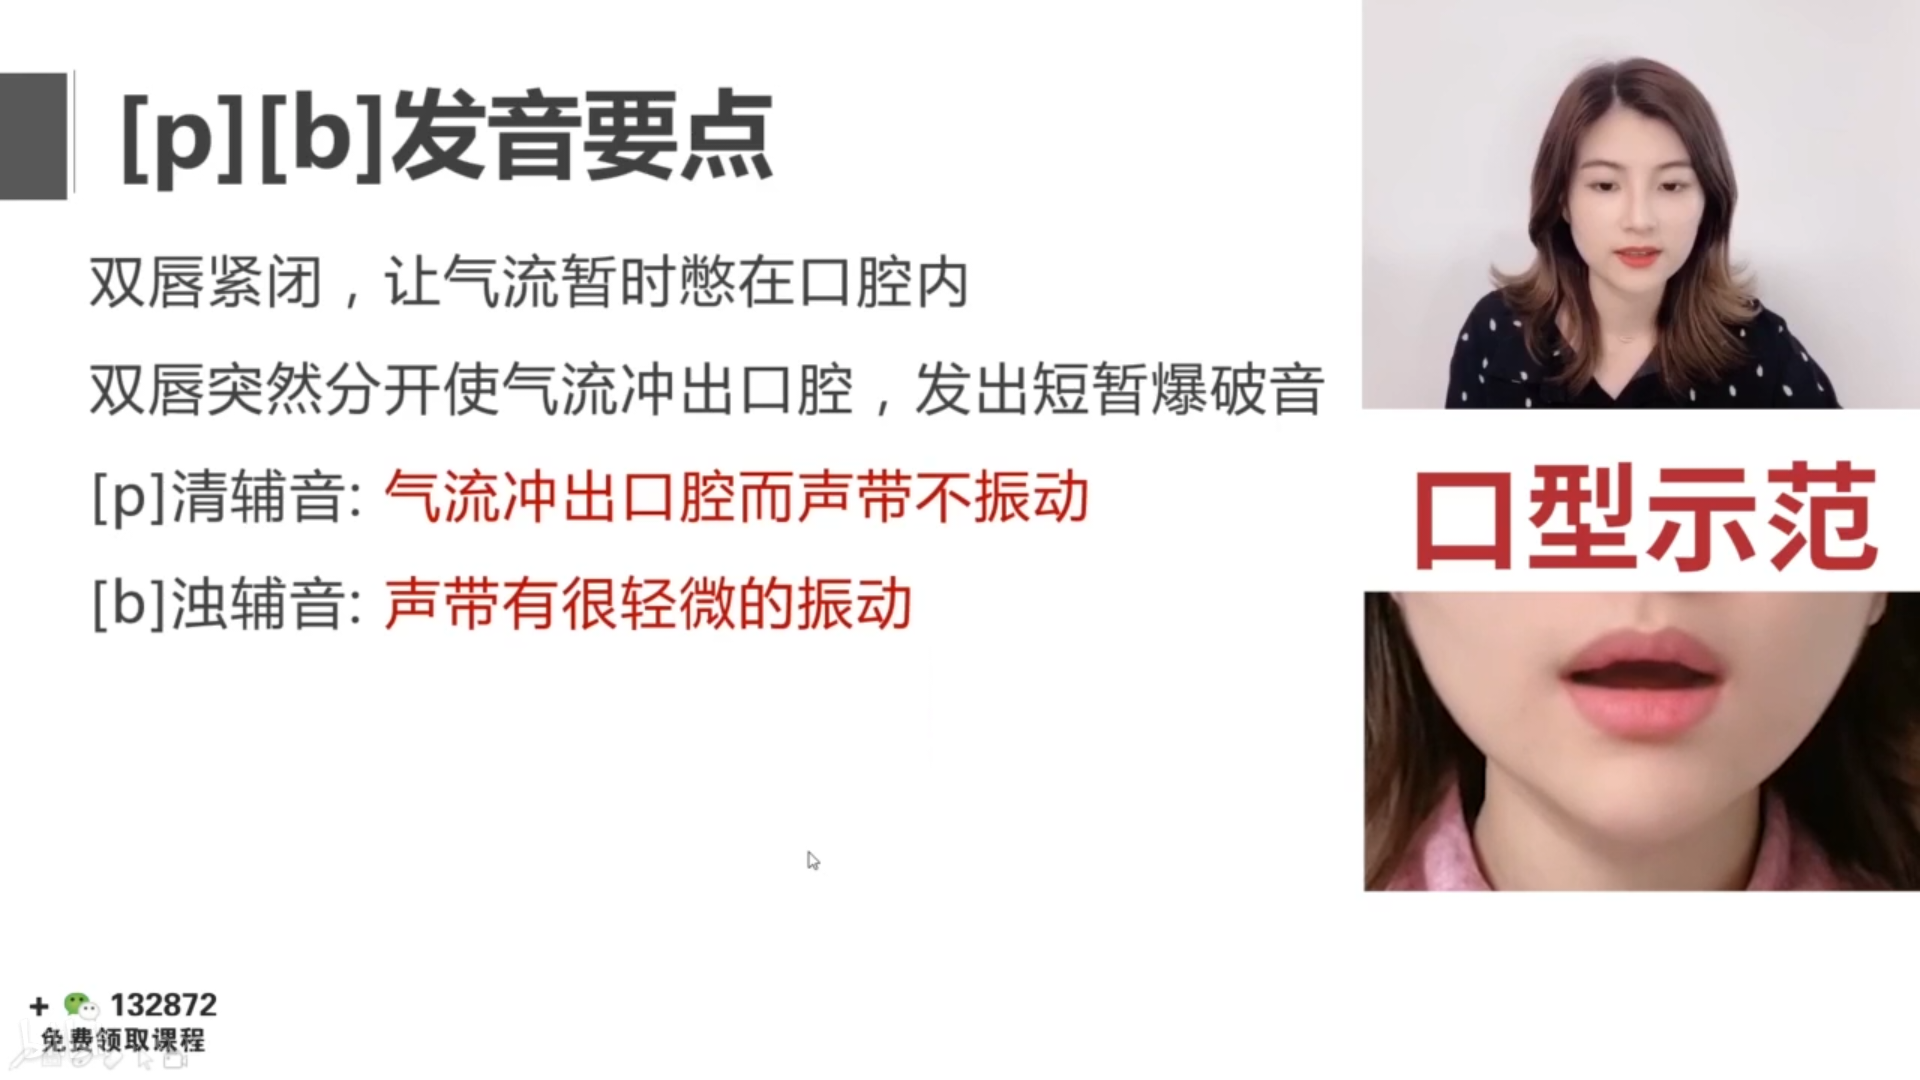 [p][b]发音要点
双唇紧闭，让气流暂时憋在口腔内
双唇突然分开使气流冲出口腔，发出短暂爆破音
[p]清辅音: 气流冲出口腔而声带不振动
[b]浊辅音: 声带有很轻微的振动
口型示范
+ 132872
免费领取课程